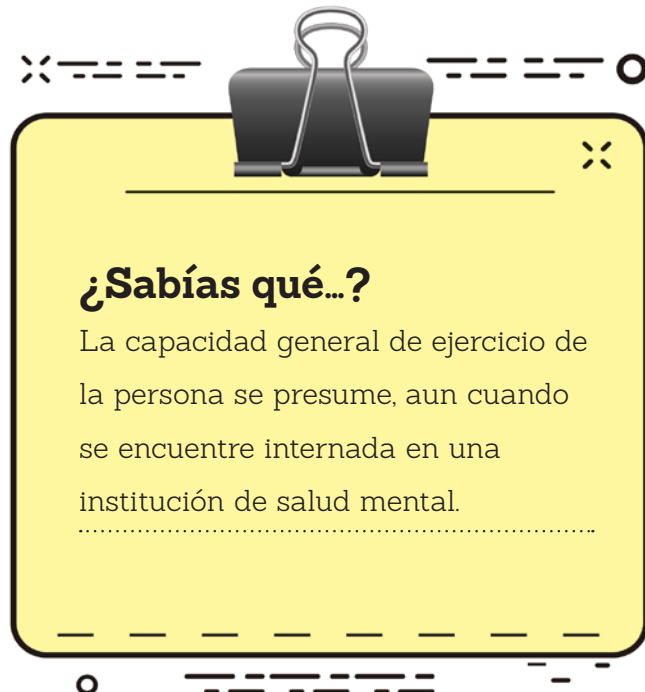 ¿Sabías qué...?
La capacidad general de ejercicio de
la persona se presume, aun cuando
se encuentre internada en una
institución de salud mental.